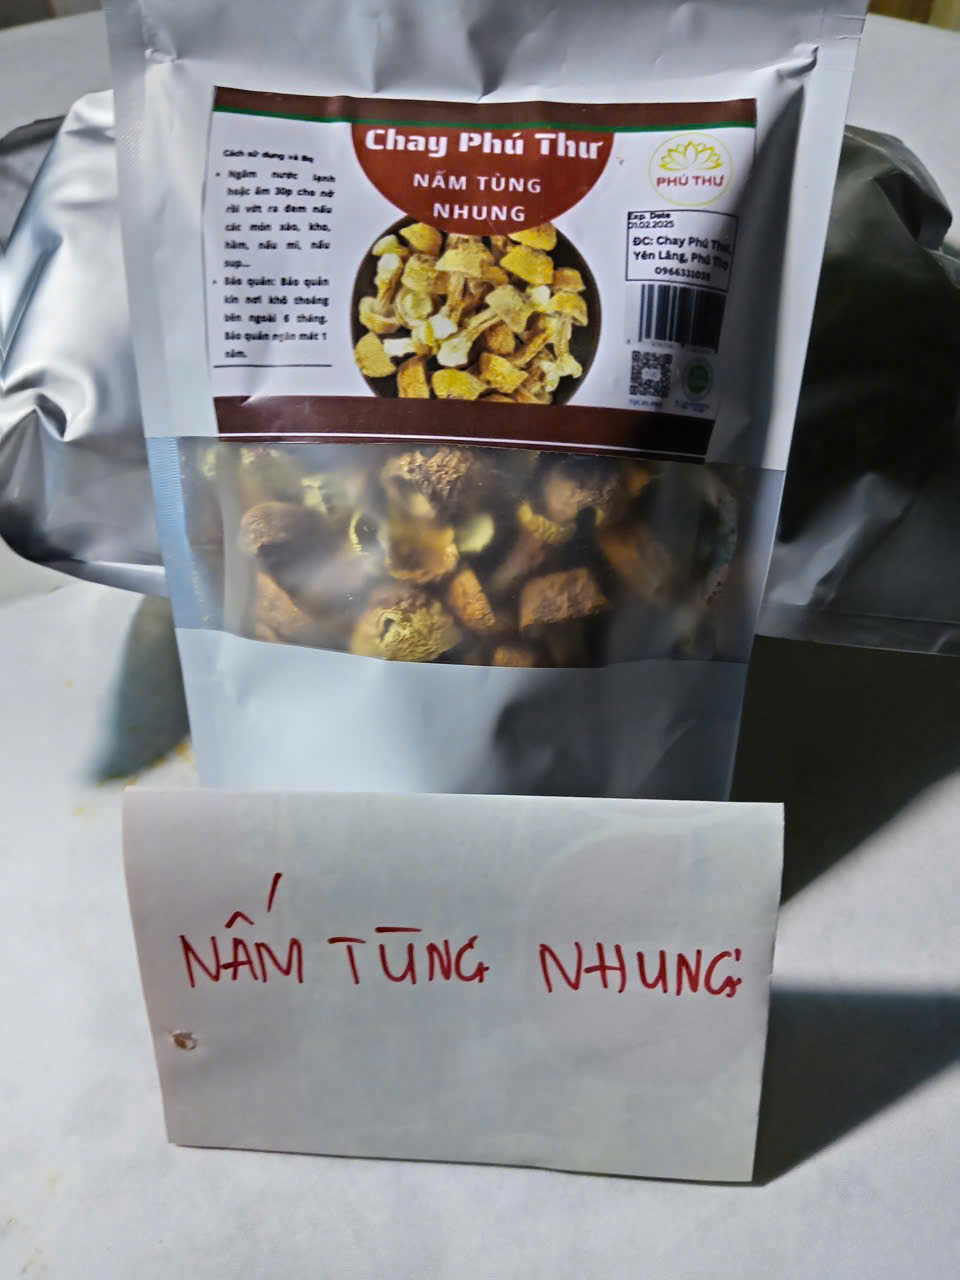 Chay Phú Thư
NẤM TÙNG
NHUNG
Cách sử dụng và Bq
• Ngâm nước lạnh
hoặc ấm 30p cho nở
rồi vớt ra đem nấu
các món xào, kho,
hầm, nấu mì, nấu
sup...
• Bảo quản: Bảo quản
kín nơi khô thoáng
bên ngoài 6 tháng.
Bảo quản ngăn mát 1
năm.
PHÚ THƯ
Exp. Date
01.02.2025
ĐC: Chay Phú Thư,
Yên Lãng, Phú Thọ
NẤM TŪNG NHUNG